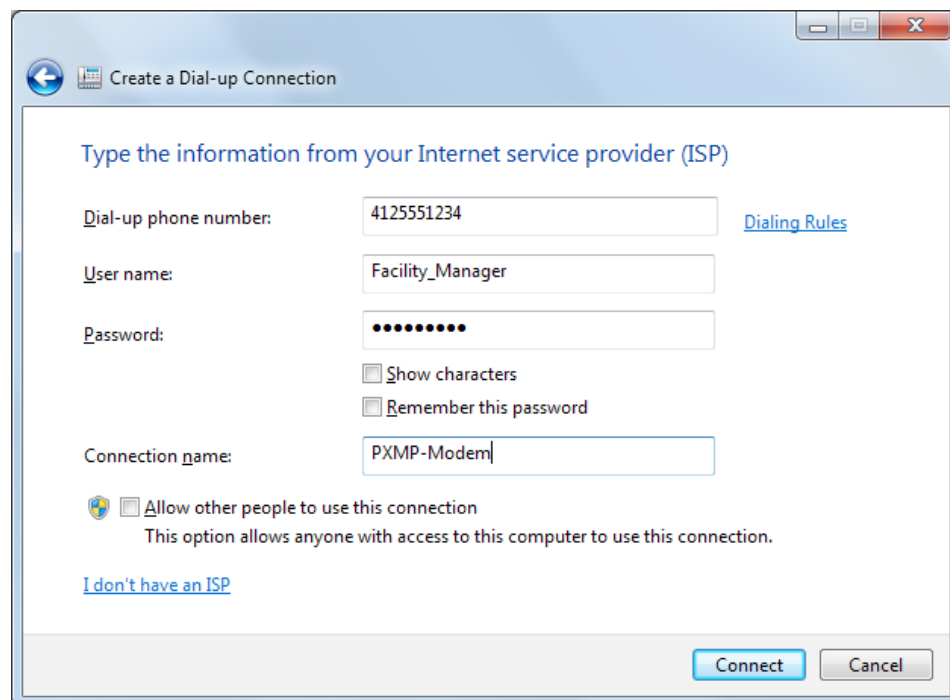 Create a Dial-up Connection
Type the information from your Internet service provider (ISP)
Dial-up phone number: 4125551234 Dialing Rules
User name: Facility_Manager
Password: •••••••••
Show characters
Remember this password
Connection name: PXMP-Modem
Allow other people to use this connection
This option allows anyone with access to this computer to use this connection.
I don't have an ISP
Connect Cancel